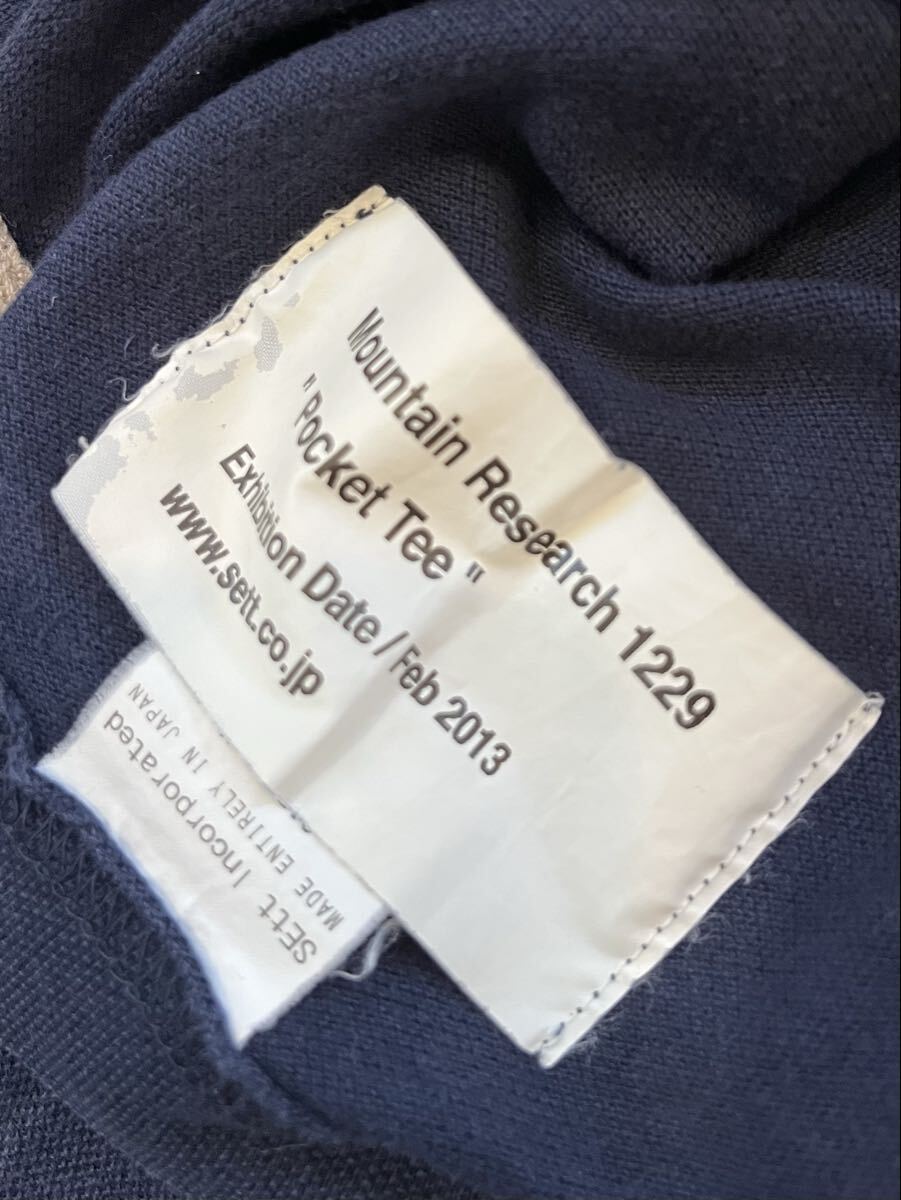 Mountain Research 1229
" Pocket Tee "
Exhibition Date / Feb 2013
www.sett.co.jp
SEtt Incorporated
MADE ENTIRELY IN JAPAN